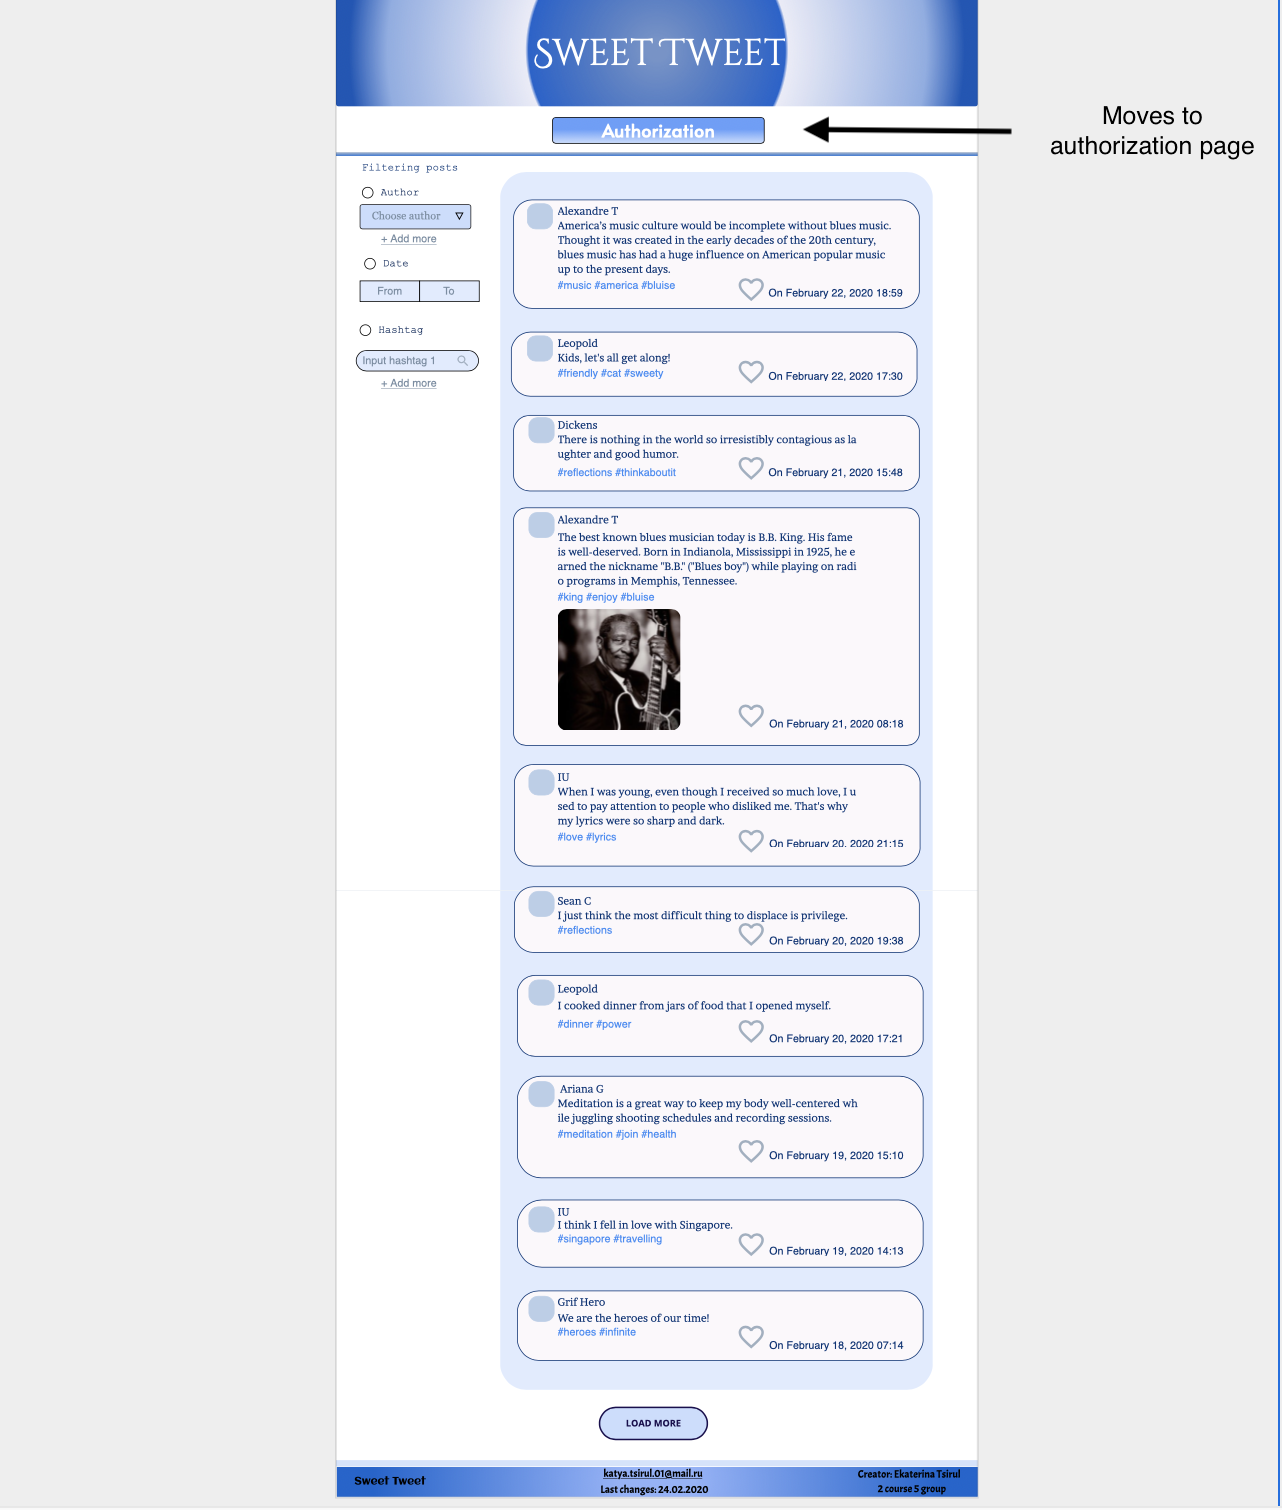 Sweet Tweet
Authorization
Moves to
authorization page
Filtering posts
Author
Choose author
+ Add more
Date
From To
Hashtag
Input hashtag 1
+ Add more
Alexandre T
America's music culture would be incomplete without blues music.
Thought it was created in the early decades of the 20th century,
blues music has had a huge influence on American popular music
up to the present days.
#music #america #bluise
On February 22, 2020 18:59
Leopold
Kids, let's all get along!
#friendly #cat #sweety
On February 22, 2020 17:30
Dickens
There is nothing in the world so irresistibly contagious as la
ughter and good humor.
#reflections #thinkaboutit
On February 21, 2020 15:48
Alexandre T
The best known blues musician today is B.B. King. His fame
is well-deserved. Born in Indianola, Mississippi in 1925, he e
arned the nickname "B.B." ("Blues boy") while playing on radi
o programs in Memphis, Tennessee.
#king #enjoy #bluise
On February 21, 2020 08:18
IU
When I was young, even though I received so much love, I u
sed to pay attention to people who disliked me. That's why
my lyrics were so sharp and dark.
#love #lyrics
On February 20, 2020 21:15
Sean C
I just think the most difficult thing to displace is privilege.
#reflections
On February 20, 2020 19:38
Leopold
I cooked dinner from jars of food that I opened myself.
#dinner #power
On February 20, 2020 17:21
Ariana G
Meditation is a great way to keep my body well-centered wh
ile juggling shooting schedules and recording sessions.
#meditation #join #health
On February 19, 2020 15:10
IU
I think I fell in love with Singapore.
#singapore #travelling
On February 19, 2020 14:13
Grif Hero
We are the heroes of our time!
#heroes #infinite
On February 18, 2020 07:14
LOAD MORE
Sweet Tweet
katya.tsirul.01@mail.ru
Last changes: 24.02.2020
Creator: Ekaterina Tsirul
2 course 5 group